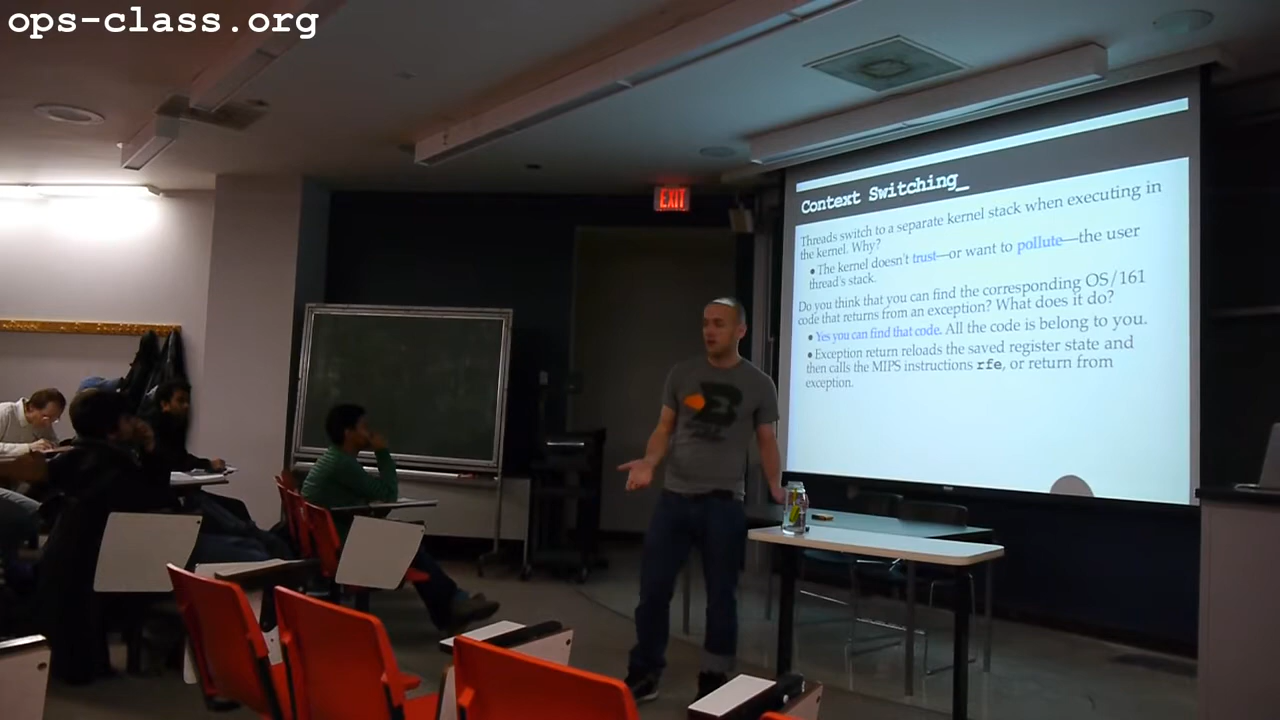 ops-class.org
EXIT
Context Switching_
Threads switch to a separate kernel stack when executing in
the kernel. Why?
•The kernel doesn't trust—or want to pollute—the user
thread's stack.
Do you think that you can find the corresponding OS/161
code that returns from an exception? What does it do?
• Yes you can find that code. All the code is belong to you.
• Exception return reloads the saved register state and
then calls the MIPS instructions rfe, or return from
exception.